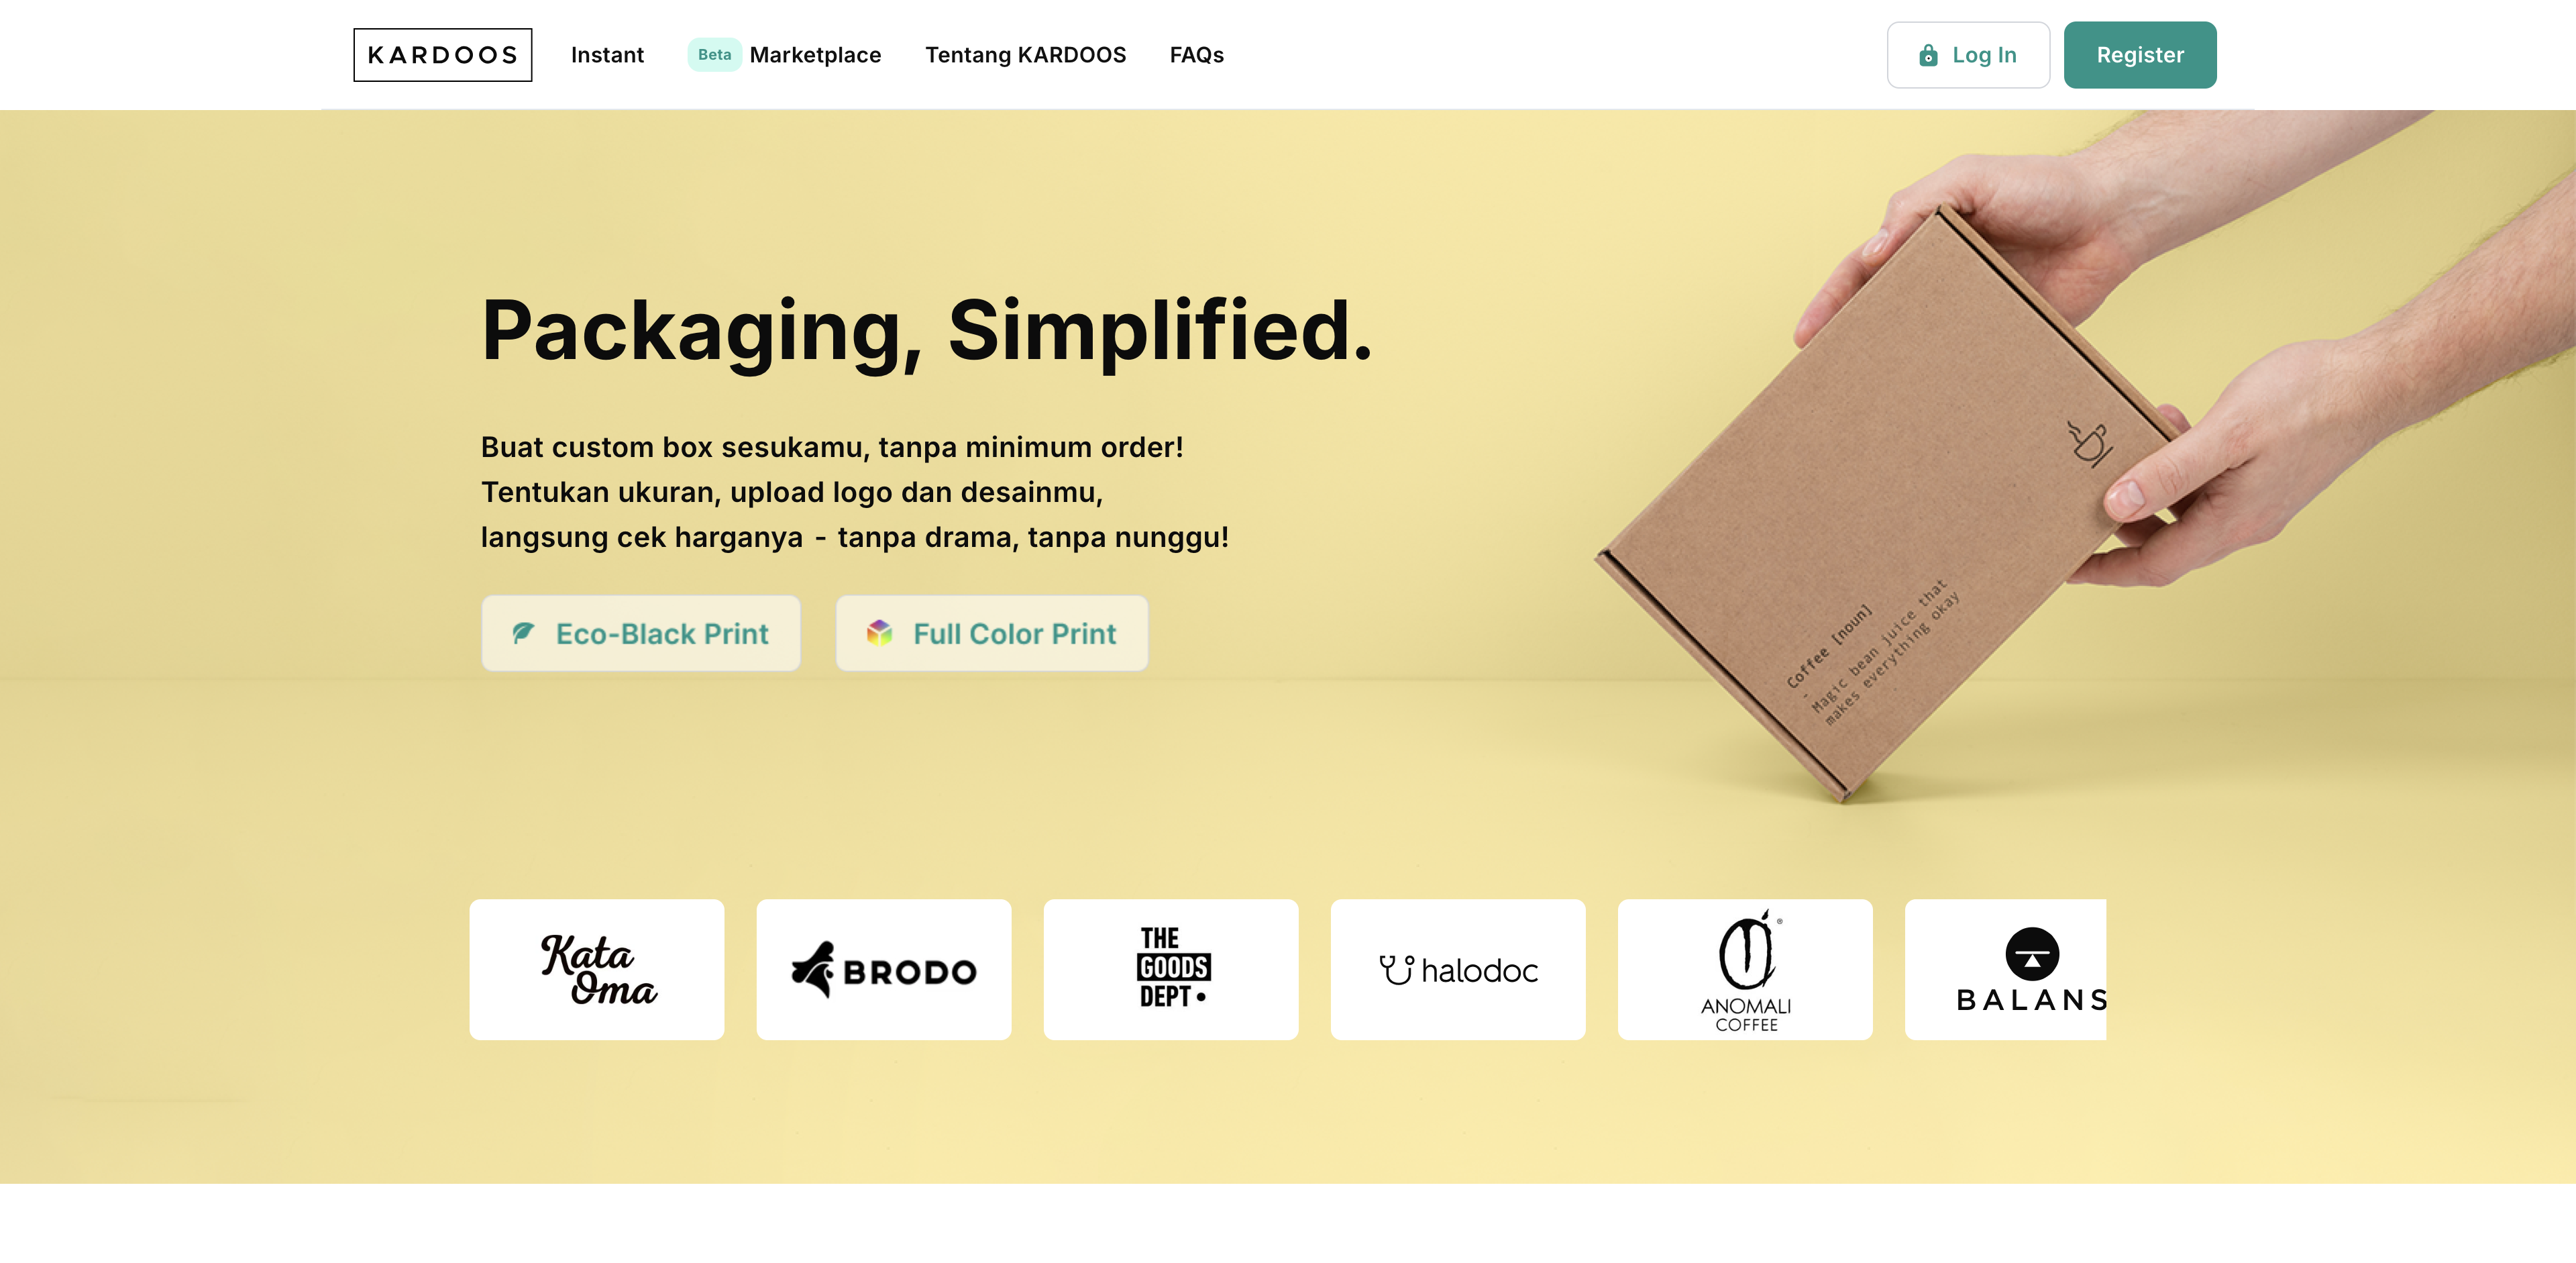 KARDOOS
Instant
Beta
Marketplace
Tentang KARDOOS
FAQs
Log In
Register
Packaging, Simplified.
Buat custom box sesukamu, tanpa minimum order!
Tentukan ukuran, upload logo dan desainmu,
langsung cek harganya - tanpa drama, tanpa nunggu!
Eco-Black Print
Full Color Print
Coffee [noun]
-
Magic bean juice that
makes everything okay
Kata
Oma
BRODO
THE
GOODS
DEPT •
halodoc
®
ANOMALI
COFFEE
BALANS